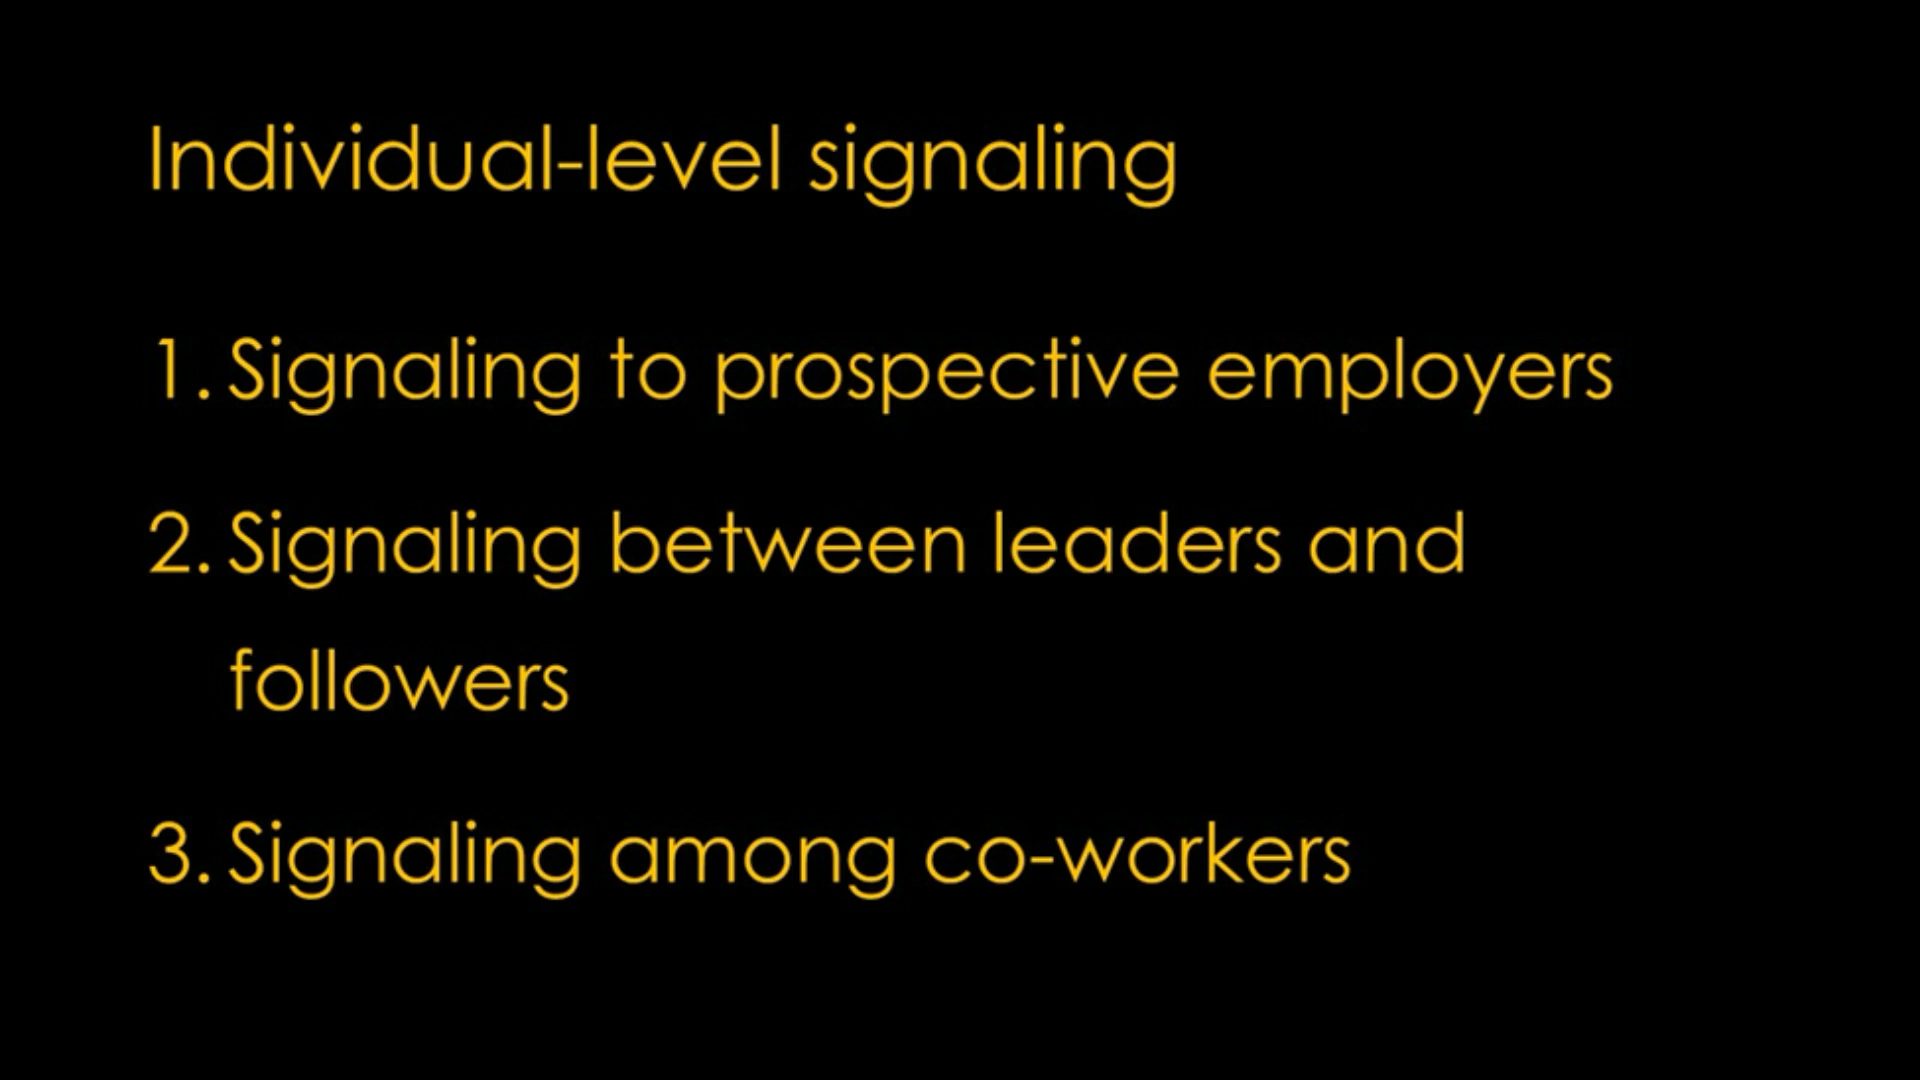 Individual-level signaling
1. Signaling to prospective employers
2. Signaling between leaders and
followers
3. Signaling among co-workers